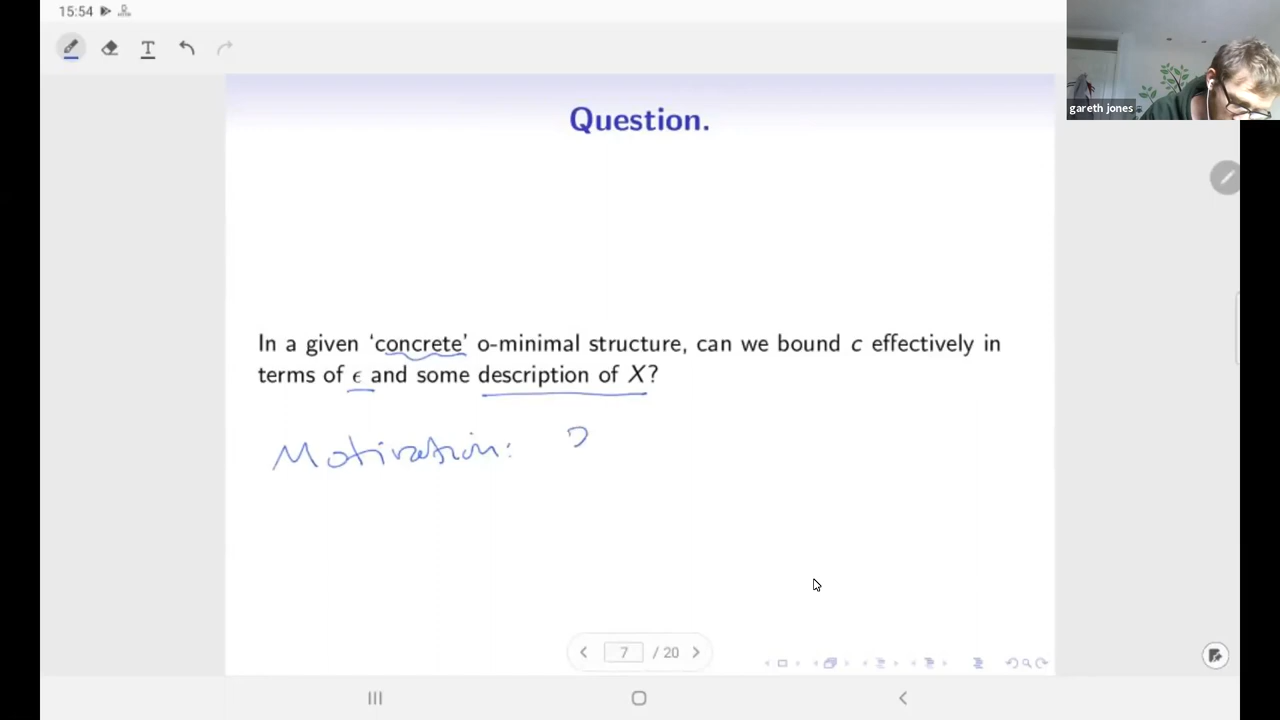 15:54
gareth jones
Question.
In a given ‘concrete’ o-minimal structure, can we bound c effectively in
terms of ϵ and some description of X?
Motivation:
7 / 20